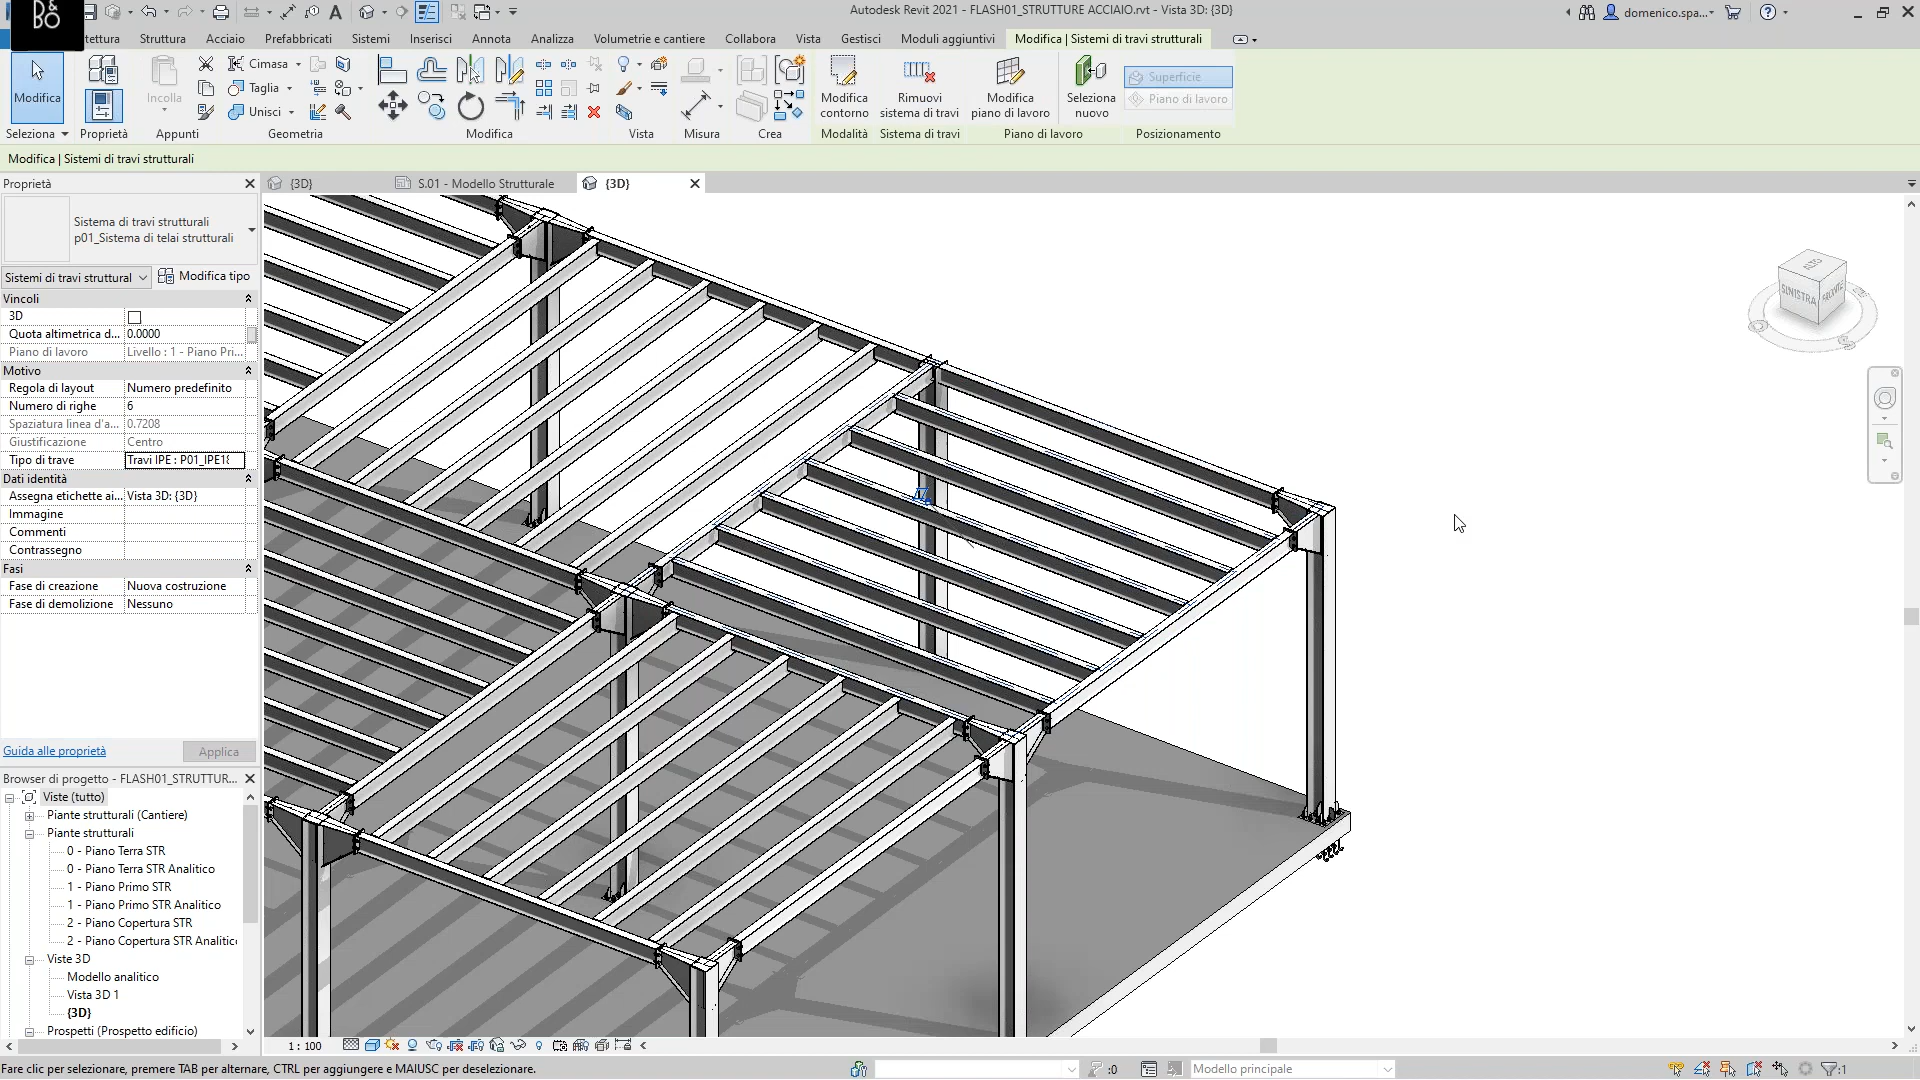 B&O
Autodesk Revit 2021 - FLASH01_STRUTTURE ACCIAIO.rvt - Vista 3D: {3D}
domenico.spa...
tettura Struttura Acciaio Prefabbricati Sistemi Inserisci Annota Analizza Volumetrie e cantiere Collabora Vista Gestisci Moduli aggiuntivi Modifica | Sistemi di travi strutturali
Modifica
Incolla
Cimasa
Taglia
Unisci
Modifica contorno
Rimuovi sistema di travi
Modifica piano di lavoro
Seleziona nuovo
Superficie
Piano di lavoro
Seleziona Proprietà Appunti Geometria Modifica Vista Misura Crea Modalità Sistema di travi Piano di lavoro Posizionamento
Modifica | Sistemi di travi strutturali
Proprietà
{3D} S.01 - Modello Strutturale {3D}
Sistema di travi strutturali
p01_Sistema di telai strutturali
Sistemi di travi struttural Modifica tipo
Vincoli
3D
Quota altimetrica d... 0.0000
Piano di lavoro Livello : 1 - Piano Pri...
Motivo
Regola di layout Numero predefinito
Numero di righe 6
Spaziatura linea d'a... 0.7208
Giustificazione Centro
Tipo di trave Travi IPE : P01_IPE18
Dati identità
Assegna etichette ai... Vista 3D: {3D}
Immagine
Commenti
Contrassegno
Fasi
Fase di creazione Nuova costruzione
Fase di demolizione Nessuno
Guida alle proprietà Applica
Browser di progetto - FLASH01_STRUTTUR...
Viste (tutto)
Piante strutturali (Cantiere)
Piante strutturali
0 - Piano Terra STR
0 - Piano Terra STR Analitico
1 - Piano Primo STR
1 - Piano Primo STR Analitico
2 - Piano Copertura STR
2 - Piano Copertura STR Analitic
Viste 3D
Modello analitico
Vista 3D 1
{3D}
Prospetti (Prospetto edificio)
ALTO
SINISTRA FRONTE
1 : 100
Fare clic per selezionare, premere TAB per alternare, CTRL per aggiungere e MAIUSC per deselezionare.
:0
Modello principale
:1